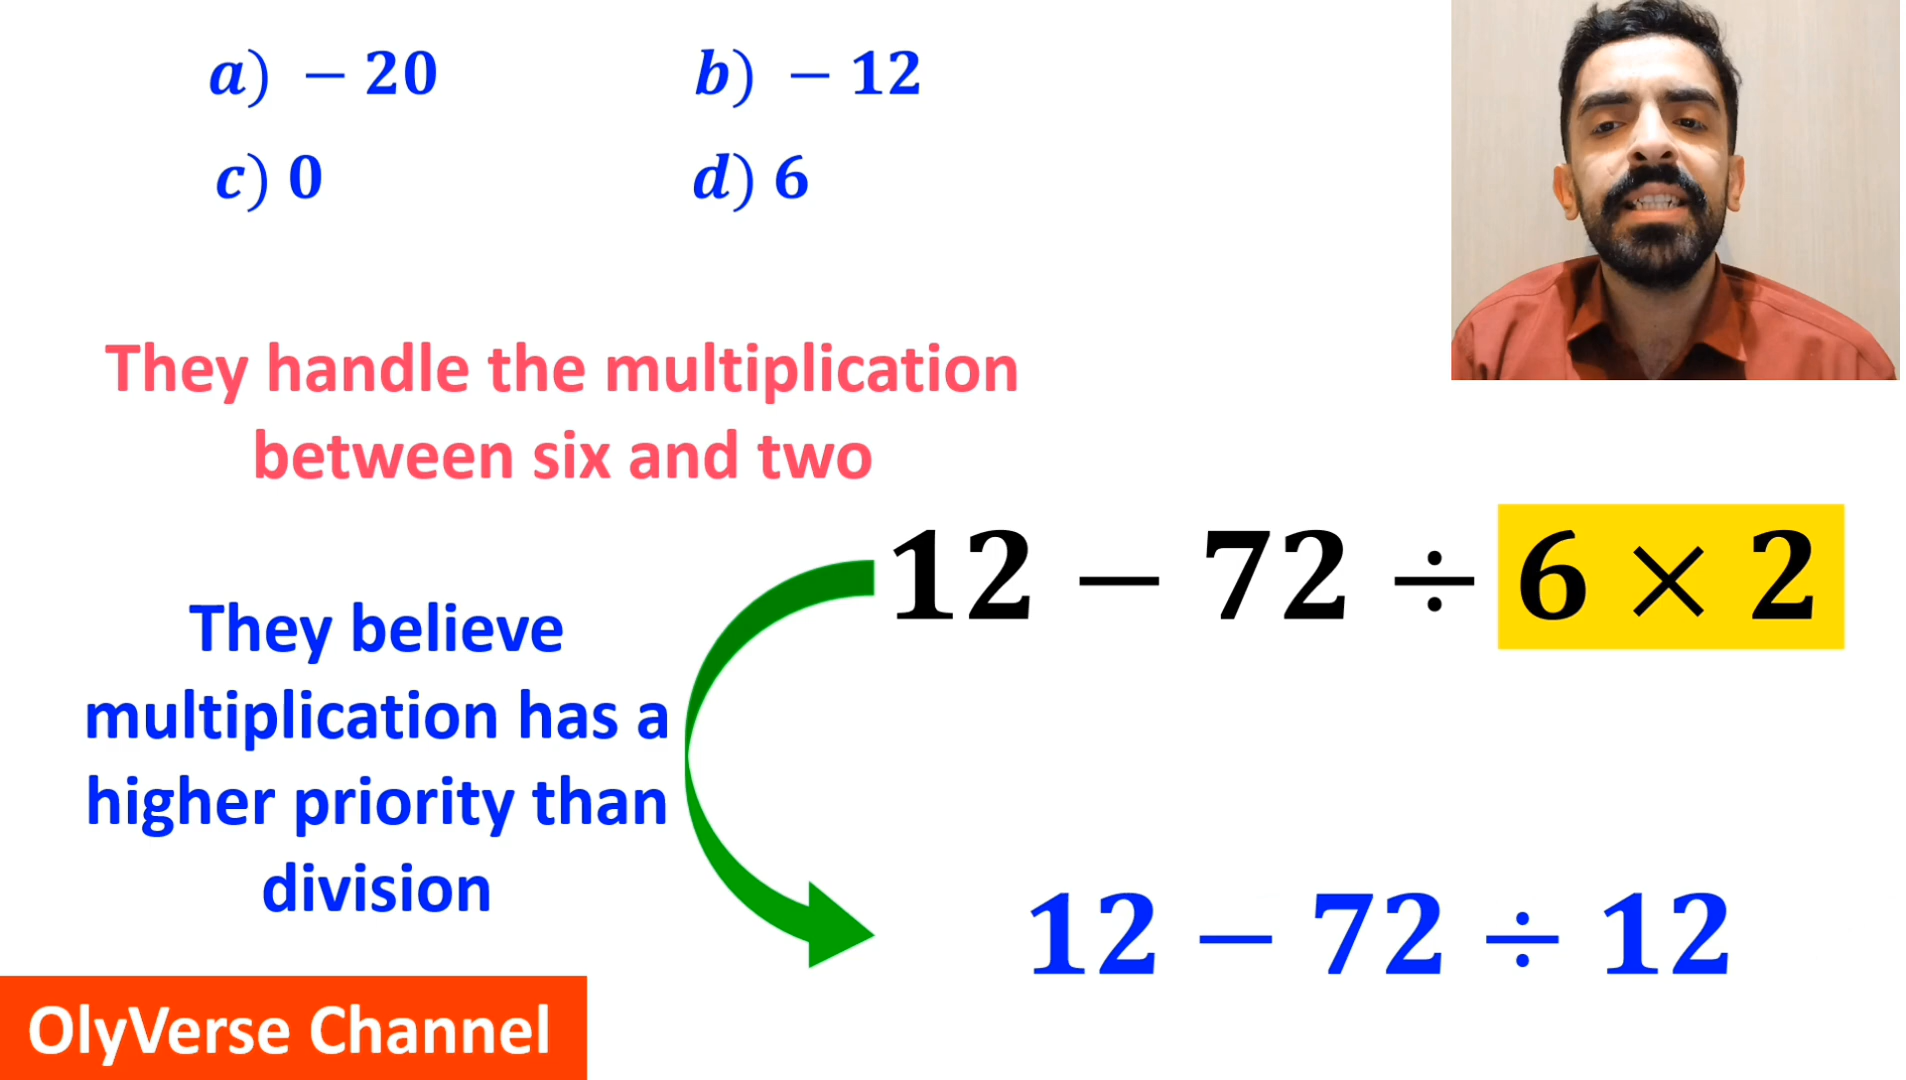 a) − 20 b) − 12
c) 0 d) 6
They handle the multiplication
between six and two
12 − 72 ÷ 6 × 2
They believe
multiplication has a
higher priority than
division
12 − 72 ÷ 12
OlyVerse Channel